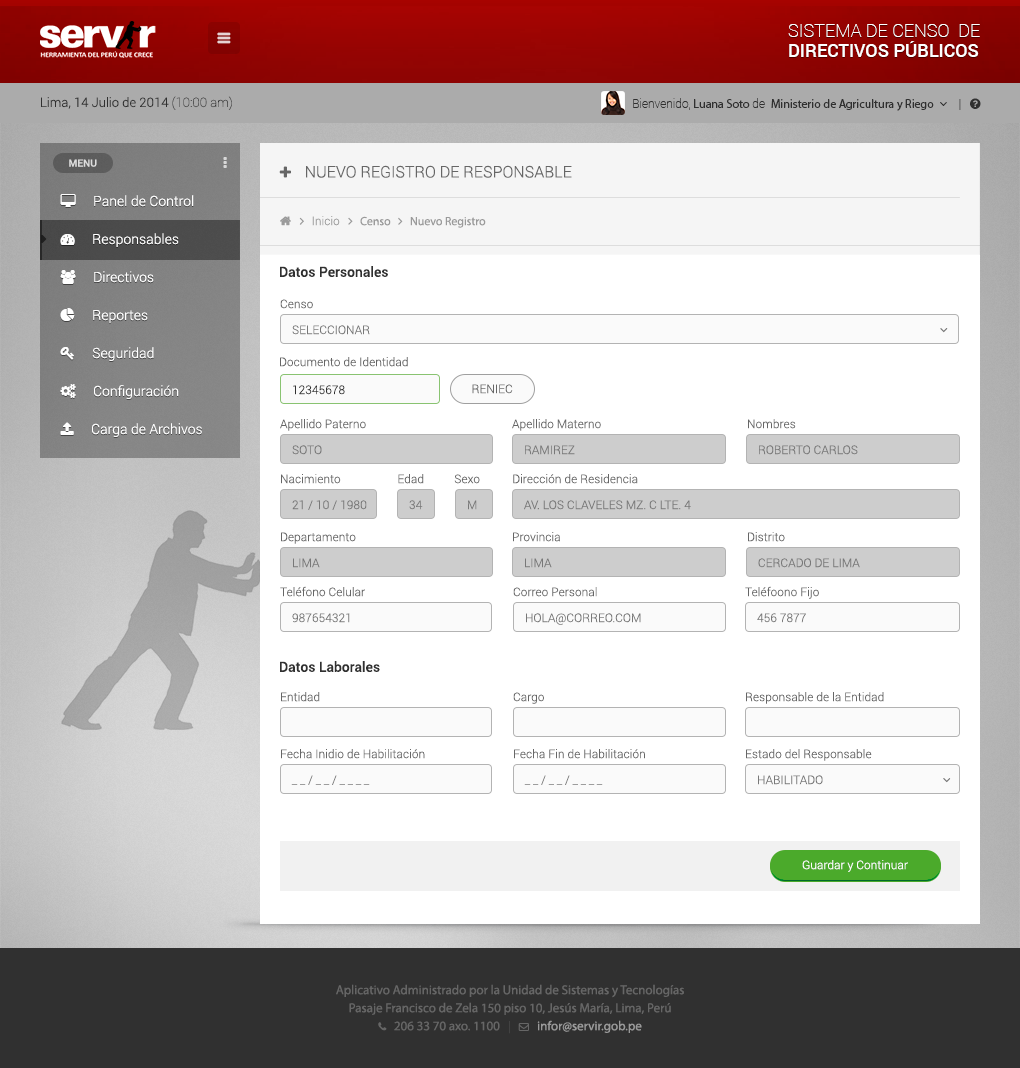 servir
HERRAMIENTA DEL PERÚ QUE CRECE
SISTEMA DE CENSO DE
DIRECTIVOS PÚBLICOS
Lima, 14 Julio de 2014 (10:00 am)
Bienvenido, Luana Soto de Ministerio de Agricultura y Riego | ?
MENU
Panel de Control
Responsables
Directivos
Reportes
Seguridad
Configuración
Carga de Archivos
NUEVO REGISTRO DE RESPONSABLE
Inicio > Censo > Nuevo Registro
Datos Personales
Censo
SELECCIONAR
Documento de Identidad
12345678 RENIEC
Apellido Paterno Apellido Materno Nombres
SOTO RAMIREZ ROBERTO CARLOS
Nacimiento Edad Sexo Dirección de Residencia
21 / 10 / 1980 34 M AV. LOS CLAVELES MZ. C LTE. 4
Departamento Provincia Distrito
LIMA LIMA CERCADO DE LIMA
Teléfono Celular Correo Personal Teléfoono Fijo
987654321 HOLA@CORREO.COM 456 7877
Datos Laborales
Entidad Cargo Responsable de la Entidad
Fecha Inidio de Habilitación Fecha Fin de Habilitación Estado del Responsable
_ _ / _ _ / _ _ _ _ _ _ / _ _ / _ _ _ _ HABILITADO
Guardar y Continuar
Aplicativo Administrado por la Unidad de Sistemas y Tecnologías
Pasaje Francisco de Zela 150 piso 10, Jesús María, Lima, Perú
206 33 70 axo. 1100 | infor@servir.gob.pe